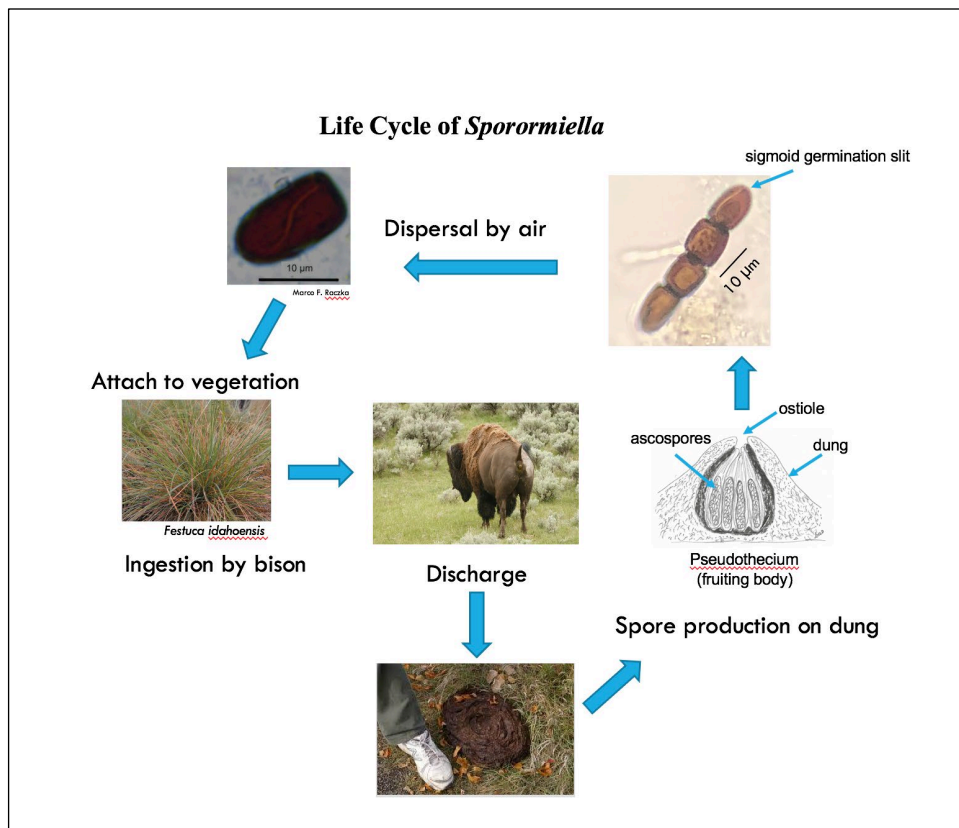 Life Cycle of Sporormiella
sigmoid germination slit
Dispersal by air
10 µm
10 µm
Marco F. Raczka
Attach to vegetation
ostiole
ascospores
dung
Festuca idahoensis
Pseudothecium
(fruiting body)
Ingestion by bison
Discharge
Spore production on dung